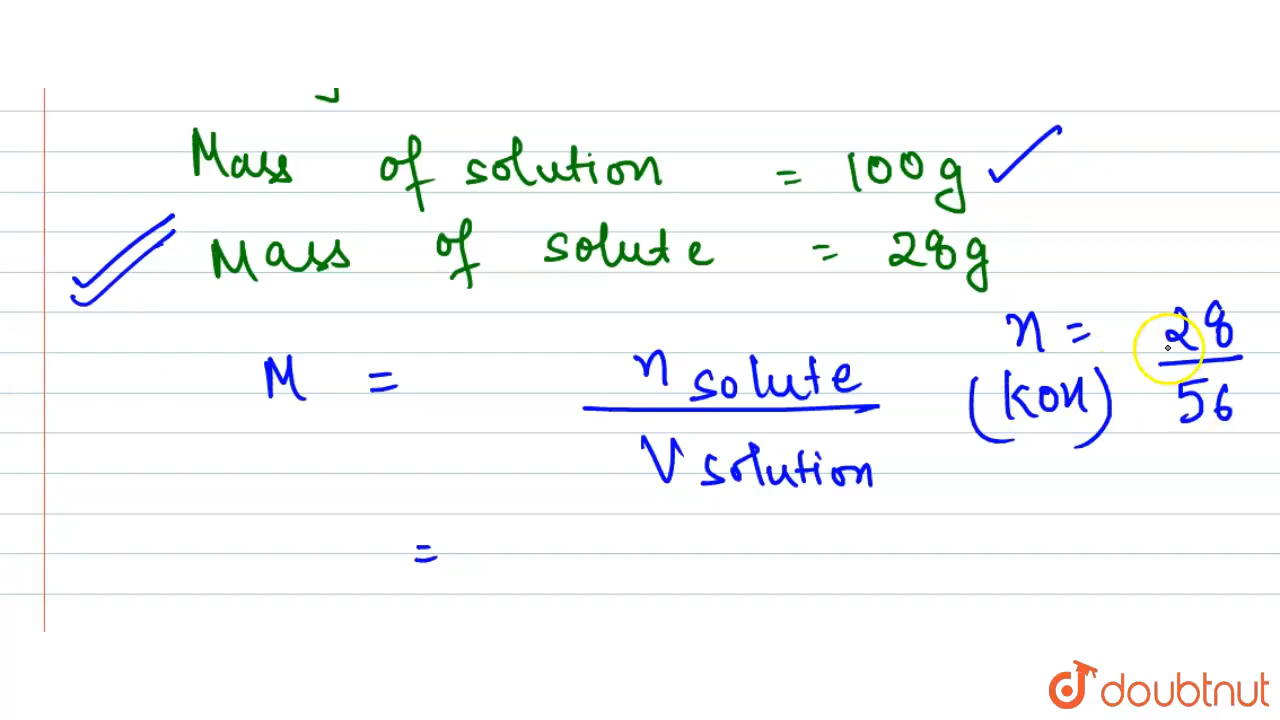 Mass of solution = 100g
Mass of solute = 28g
M = n solute / V solution
n = 28 / 56
(KOH)
=
doubtnut